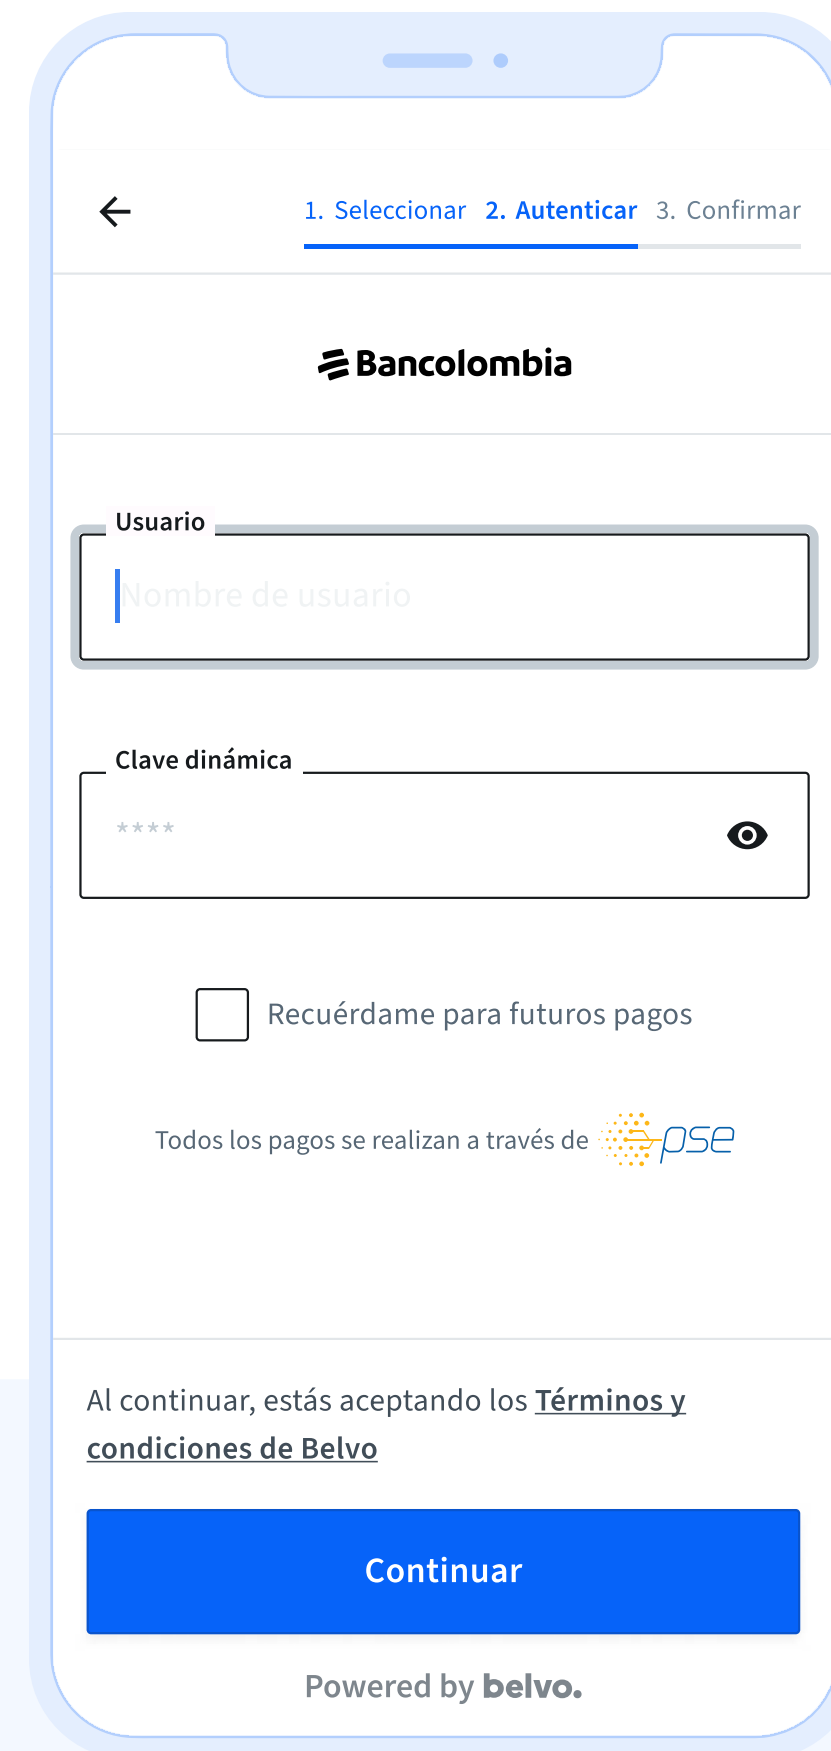 1. Seleccionar 2. Autenticar 3. Confirmar
Bancolombia
Usuario
Nombre de usuario
Clave dinámica
****
Recuérdame para futuros pagos
Todos los pagos se realizan a través de pse
Al continuar, estás aceptando los Términos y
condiciones de Belvo
Continuar
Powered by belvo.